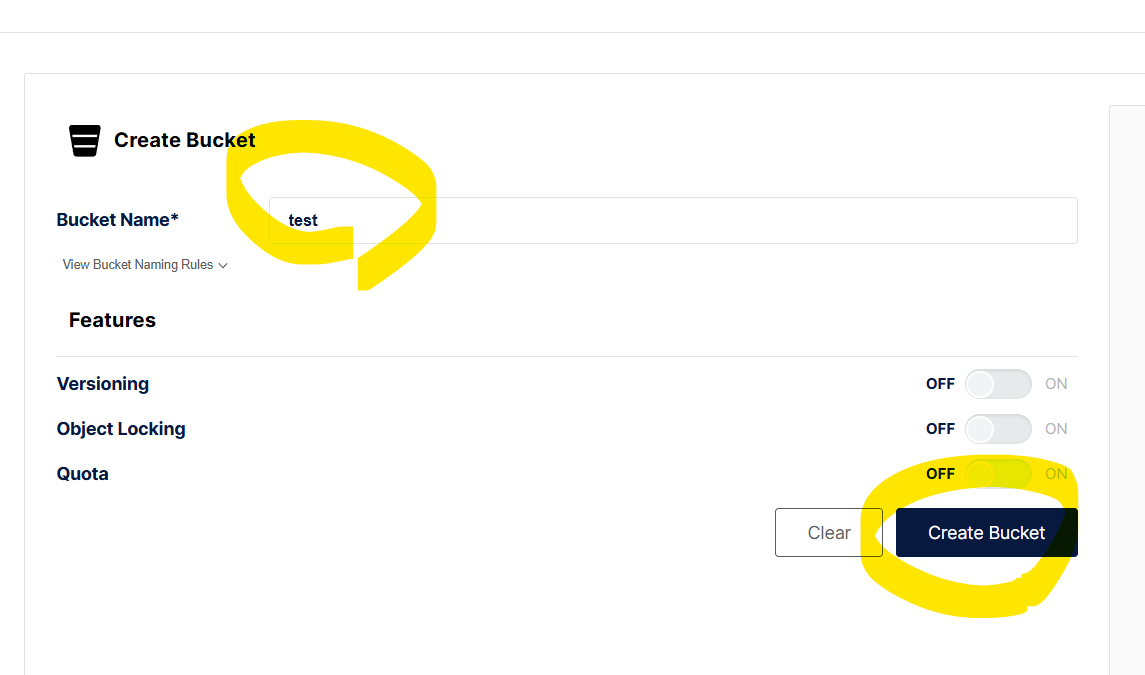 Create Bucket
Bucket Name* test
View Bucket Naming Rules
Features
Versioning OFF ON
Object Locking OFF ON
Quota OFF ON
Clear Create Bucket